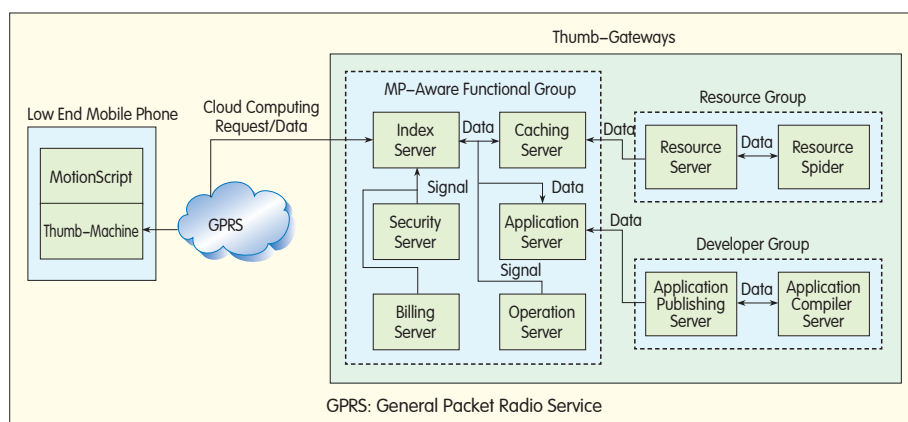 Thumb-Gateways
MP-Aware Functional Group
Resource Group
Low End Mobile Phone
Cloud Computing
Request/Data
MotionScript
Thumb-Machine
GPRS
Index
Server
Data
Caching
Server
Data
Resource
Server
Data
Resource
Spider
Signal
Data
Security
Server
Application
Server
Data
Developer Group
Signal
Billing
Server
Operation
Server
Application
Publishing
Server
Data
Application
Compiler
Server
GPRS: General Packet Radio Service